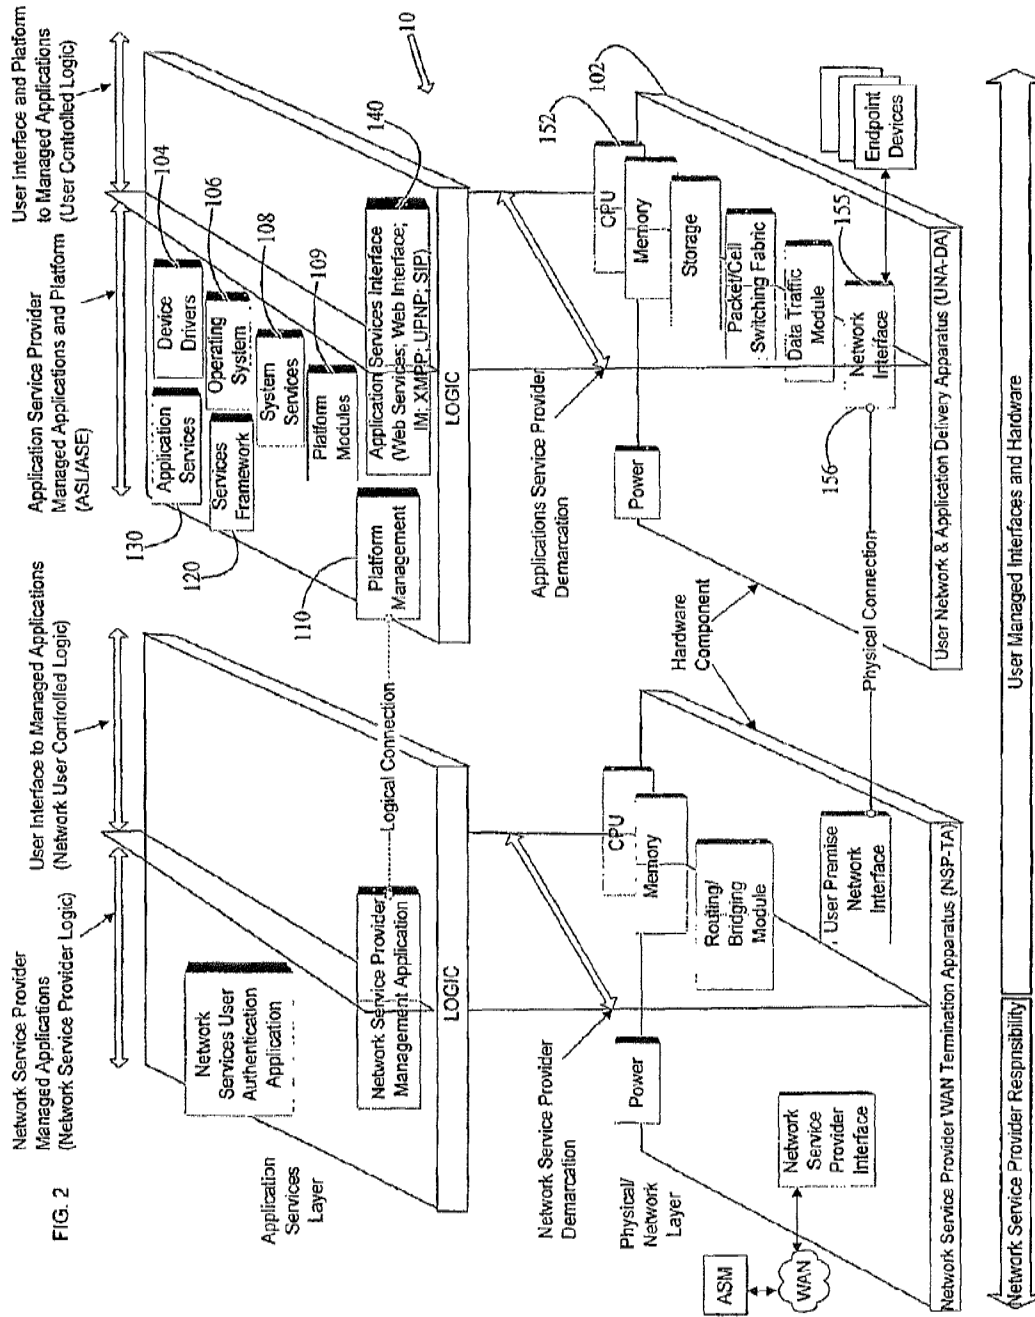 FIG. 2
Network Service Provider
Managed Applications
(Network Service Provider Logic)
User Interface to Managed Applications
(Network User Controlled Logic)
Application Service Provider
Managed Applications and Platform
(ASL/ASE)
User Interface and Platform
to Managed Applications
(User Controlled Logic)
10
Application
Services
Layer
Network
Services User
Authentication
Application
Network Service Provider
Management Application
Logical Connection
LOGIC
130
Application
Services
Device
Drivers
104
120
Services
Framework
Operating
System
106
System
Services
108
Platform
Modules
109
110
Platform
Management
Application Services Interface
(Web Services; Web Interface;
IM; XMPP; UPNP; SIP)
140
LOGIC
Network Service Provider
Demarcation
Applications Service Provider
Demarcation
Physical/
Network
Layer
Power
CPU
Memory
Routing/
Bridging
Module
User Premise
Network
Interface
Network
Service
Provider
Interface
ASM
WAN
Hardware
Component
Physical Connection
Power
CPU
152
102
Memory
Storage
Packet/Cell
Switching Fabric
Data Traffic
Module
Network
Interface
155
156
Endpoint
Devices
Network Service Provider WAN Termination Apparatus (NSP-TA)
User Network & Application Delivery Apparatus (UNA-DA)
Network Service Provider Respnsibility
User Managed Interfaces and Hardware